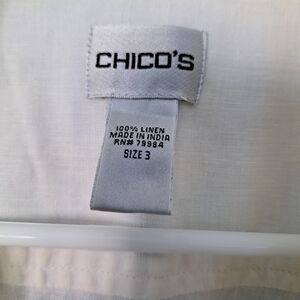 CHICO'S
100% LINEN
MADE IN INDIA
RN# 79984
SIZE 3